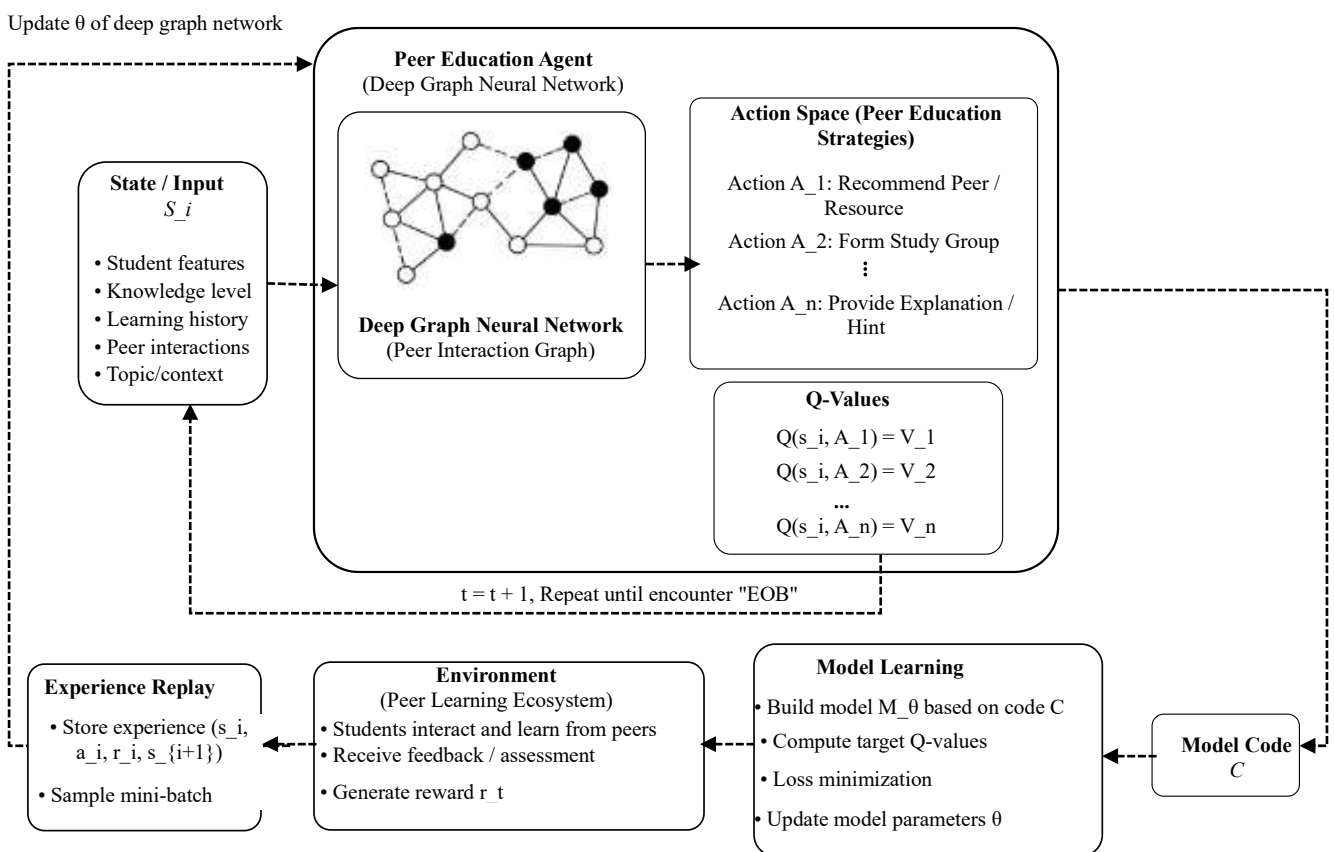 Update θ of deep graph network
Peer Education Agent
(Deep Graph Neural Network)
State / Input
S_i
• Student features
• Knowledge level
• Learning history
• Peer interactions
• Topic/context
Deep Graph Neural Network
(Peer Interaction Graph)
Action Space (Peer Education
Strategies)
Action A_1: Recommend Peer /
Resource
Action A_2: Form Study Group
⋮
Action A_n: Provide Explanation /
Hint
Q-Values
Q(s_i, A_1) = V_1
Q(s_i, A_2) = V_2
...
Q(s_i, A_n) = V_n
t = t + 1, Repeat until encounter "EOB"
Experience Replay
• Store experience (s_i,
a_i, r_i, s_{i+1})
• Sample mini-batch
Environment
(Peer Learning Ecosystem)
• Students interact and learn from peers
• Receive feedback / assessment
• Generate reward r_t
Model Learning
• Build model M_θ based on code C
• Compute target Q-values
• Loss minimization
• Update model parameters θ
Model Code
C